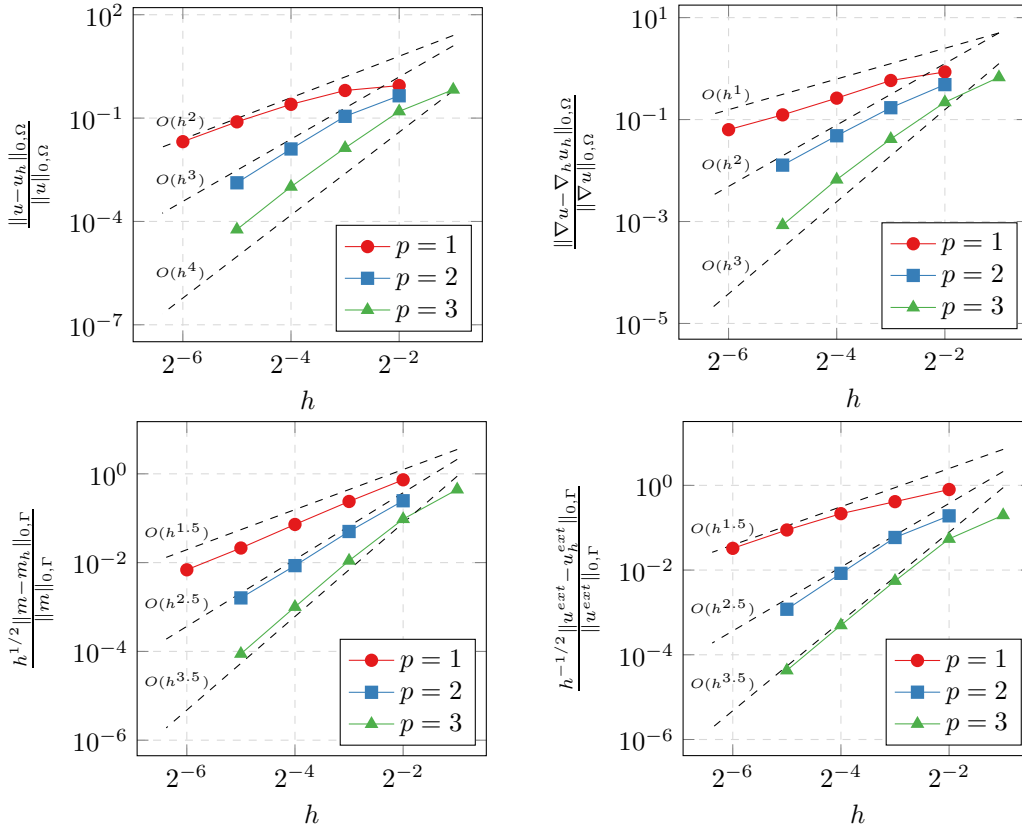 10^2
10^{-1}
10^{-4}
10^{-7}
2^{-6}
2^{-4}
2^{-2}
h
\frac{\|u-u_h\|_{0,Ω}}{\|u\|_{0,Ω}}
O(h^2)
O(h^3)
O(h^4)
p = 1
p = 2
p = 3
10^1
10^{-1}
10^{-3}
10^{-5}
2^{-6}
2^{-4}
2^{-2}
h
\frac{\|∇u-∇_h u_h\|_{0,Ω}}{\|∇u\|_{0,Ω}}
O(h^1)
O(h^2)
O(h^3)
p = 1
p = 2
p = 3
10^0
10^{-2}
10^{-4}
10^{-6}
2^{-6}
2^{-4}
2^{-2}
h
\frac{h^{1/2}\|m-m_h\|_{0,Γ}}{\|m\|_{0,Γ}}
O(h^{1.5})
O(h^{2.5})
O(h^{3.5})
p = 1
p = 2
p = 3
10^0
10^{-2}
10^{-4}
10^{-6}
2^{-6}
2^{-4}
2^{-2}
h
\frac{h^{-1/2}\|u^{ext}-u_h^{ext}\|_{0,Γ}}{\|u^{ext}\|_{0,Γ}}
O(h^{1.5})
O(h^{2.5})
O(h^{3.5})
p = 1
p = 2
p = 3